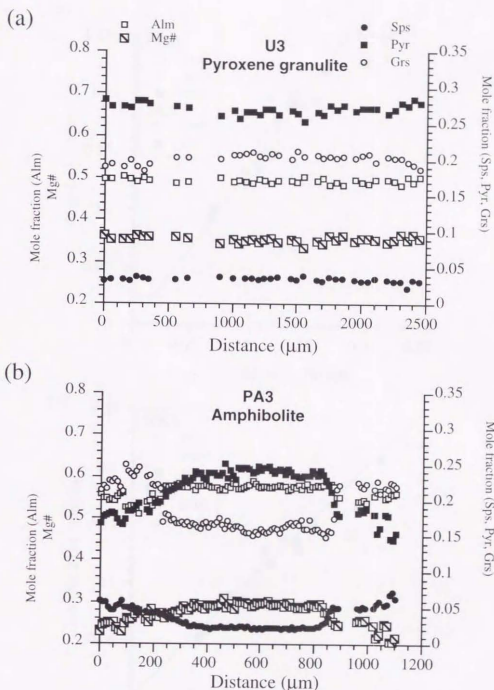 (a)
Alm
Mg#
U3
Pyroxene granulite
Sps
Pyr
Grs
0.8
0.7
0.6
0.5
0.4
0.3
0.2
Mole fraction (Alm)
Mg#
0.35
0.3
0.25
0.2
0.15
0.1
0.05
0
Mole fraction (Sps, Pyr, Grs)
0 500 1000 1500 2000 2500
Distance (μm)
(b)
PA3
Amphibolite
0.8
0.7
0.6
0.5
0.4
0.3
0.2
Mole fraction (Alm)
Mg#
0.35
0.3
0.25
0.2
0.15
0.1
0.05
0
Mole fraction (Sps, Pyr, Grs)
0 200 400 600 800 1000 1200
Distance (μm)